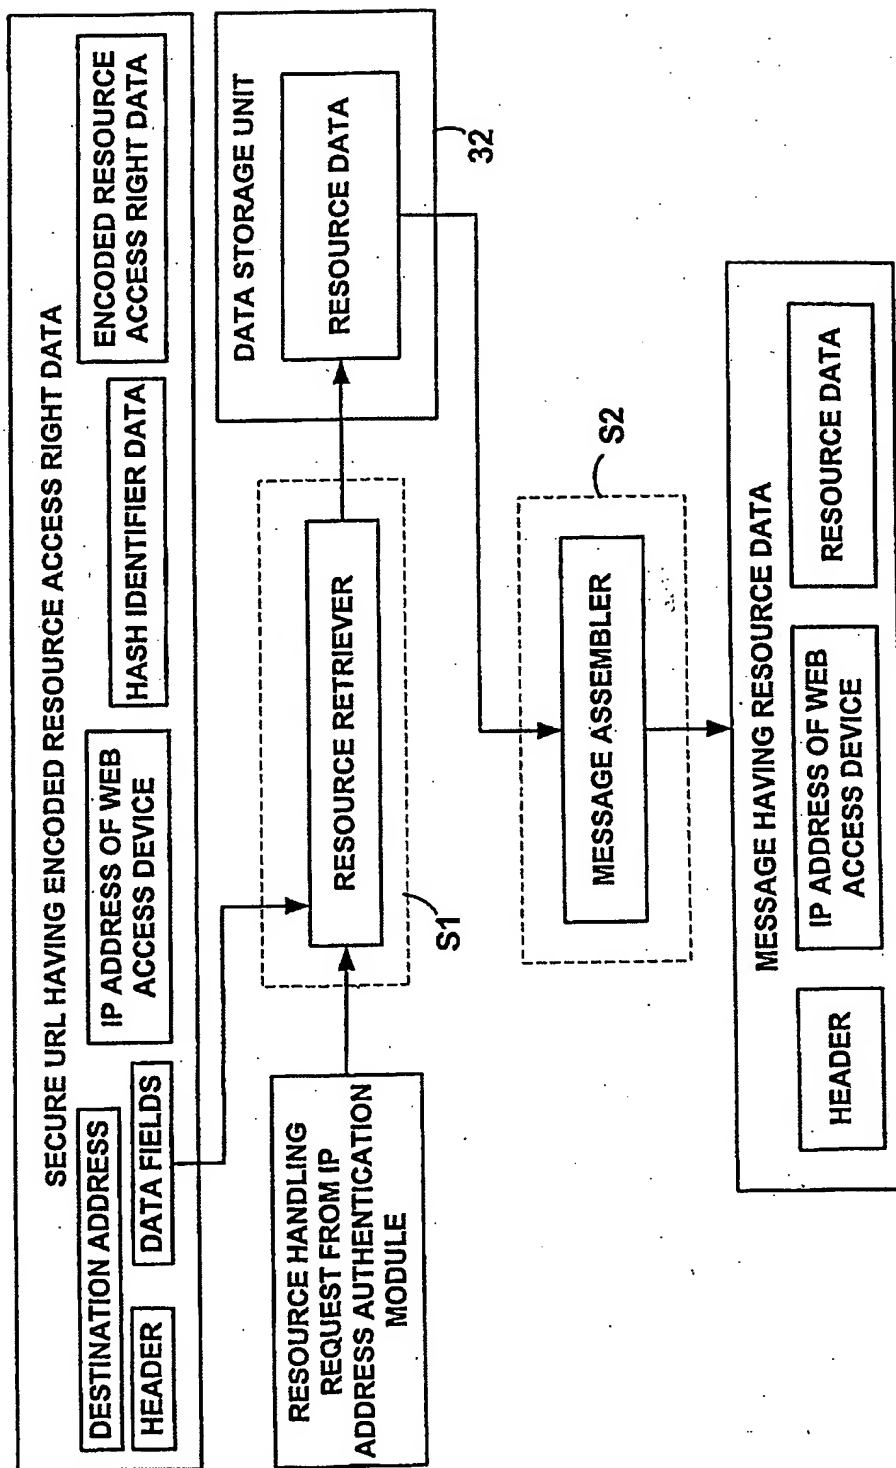 SECURE URL HAVING ENCODED RESOURCE ACCESS RIGHT DATA
DESTINATION ADDRESS
HEADER
DATA FIELDS
IP ADDRESS OF WEB
ACCESS DEVICE
HASH IDENTIFIER DATA
ENCODED RESOURCE
ACCESS RIGHT DATA
RESOURCE HANDLING
REQUEST FROM IP
ADDRESS AUTHENTICATION
MODULE
RESOURCE RETRIEVER
S1
DATA STORAGE UNIT
RESOURCE DATA
32
MESSAGE ASSEMBLER
S2
MESSAGE HAVING RESOURCE DATA
HEADER
IP ADDRESS OF WEB
ACCESS DEVICE
RESOURCE DATA